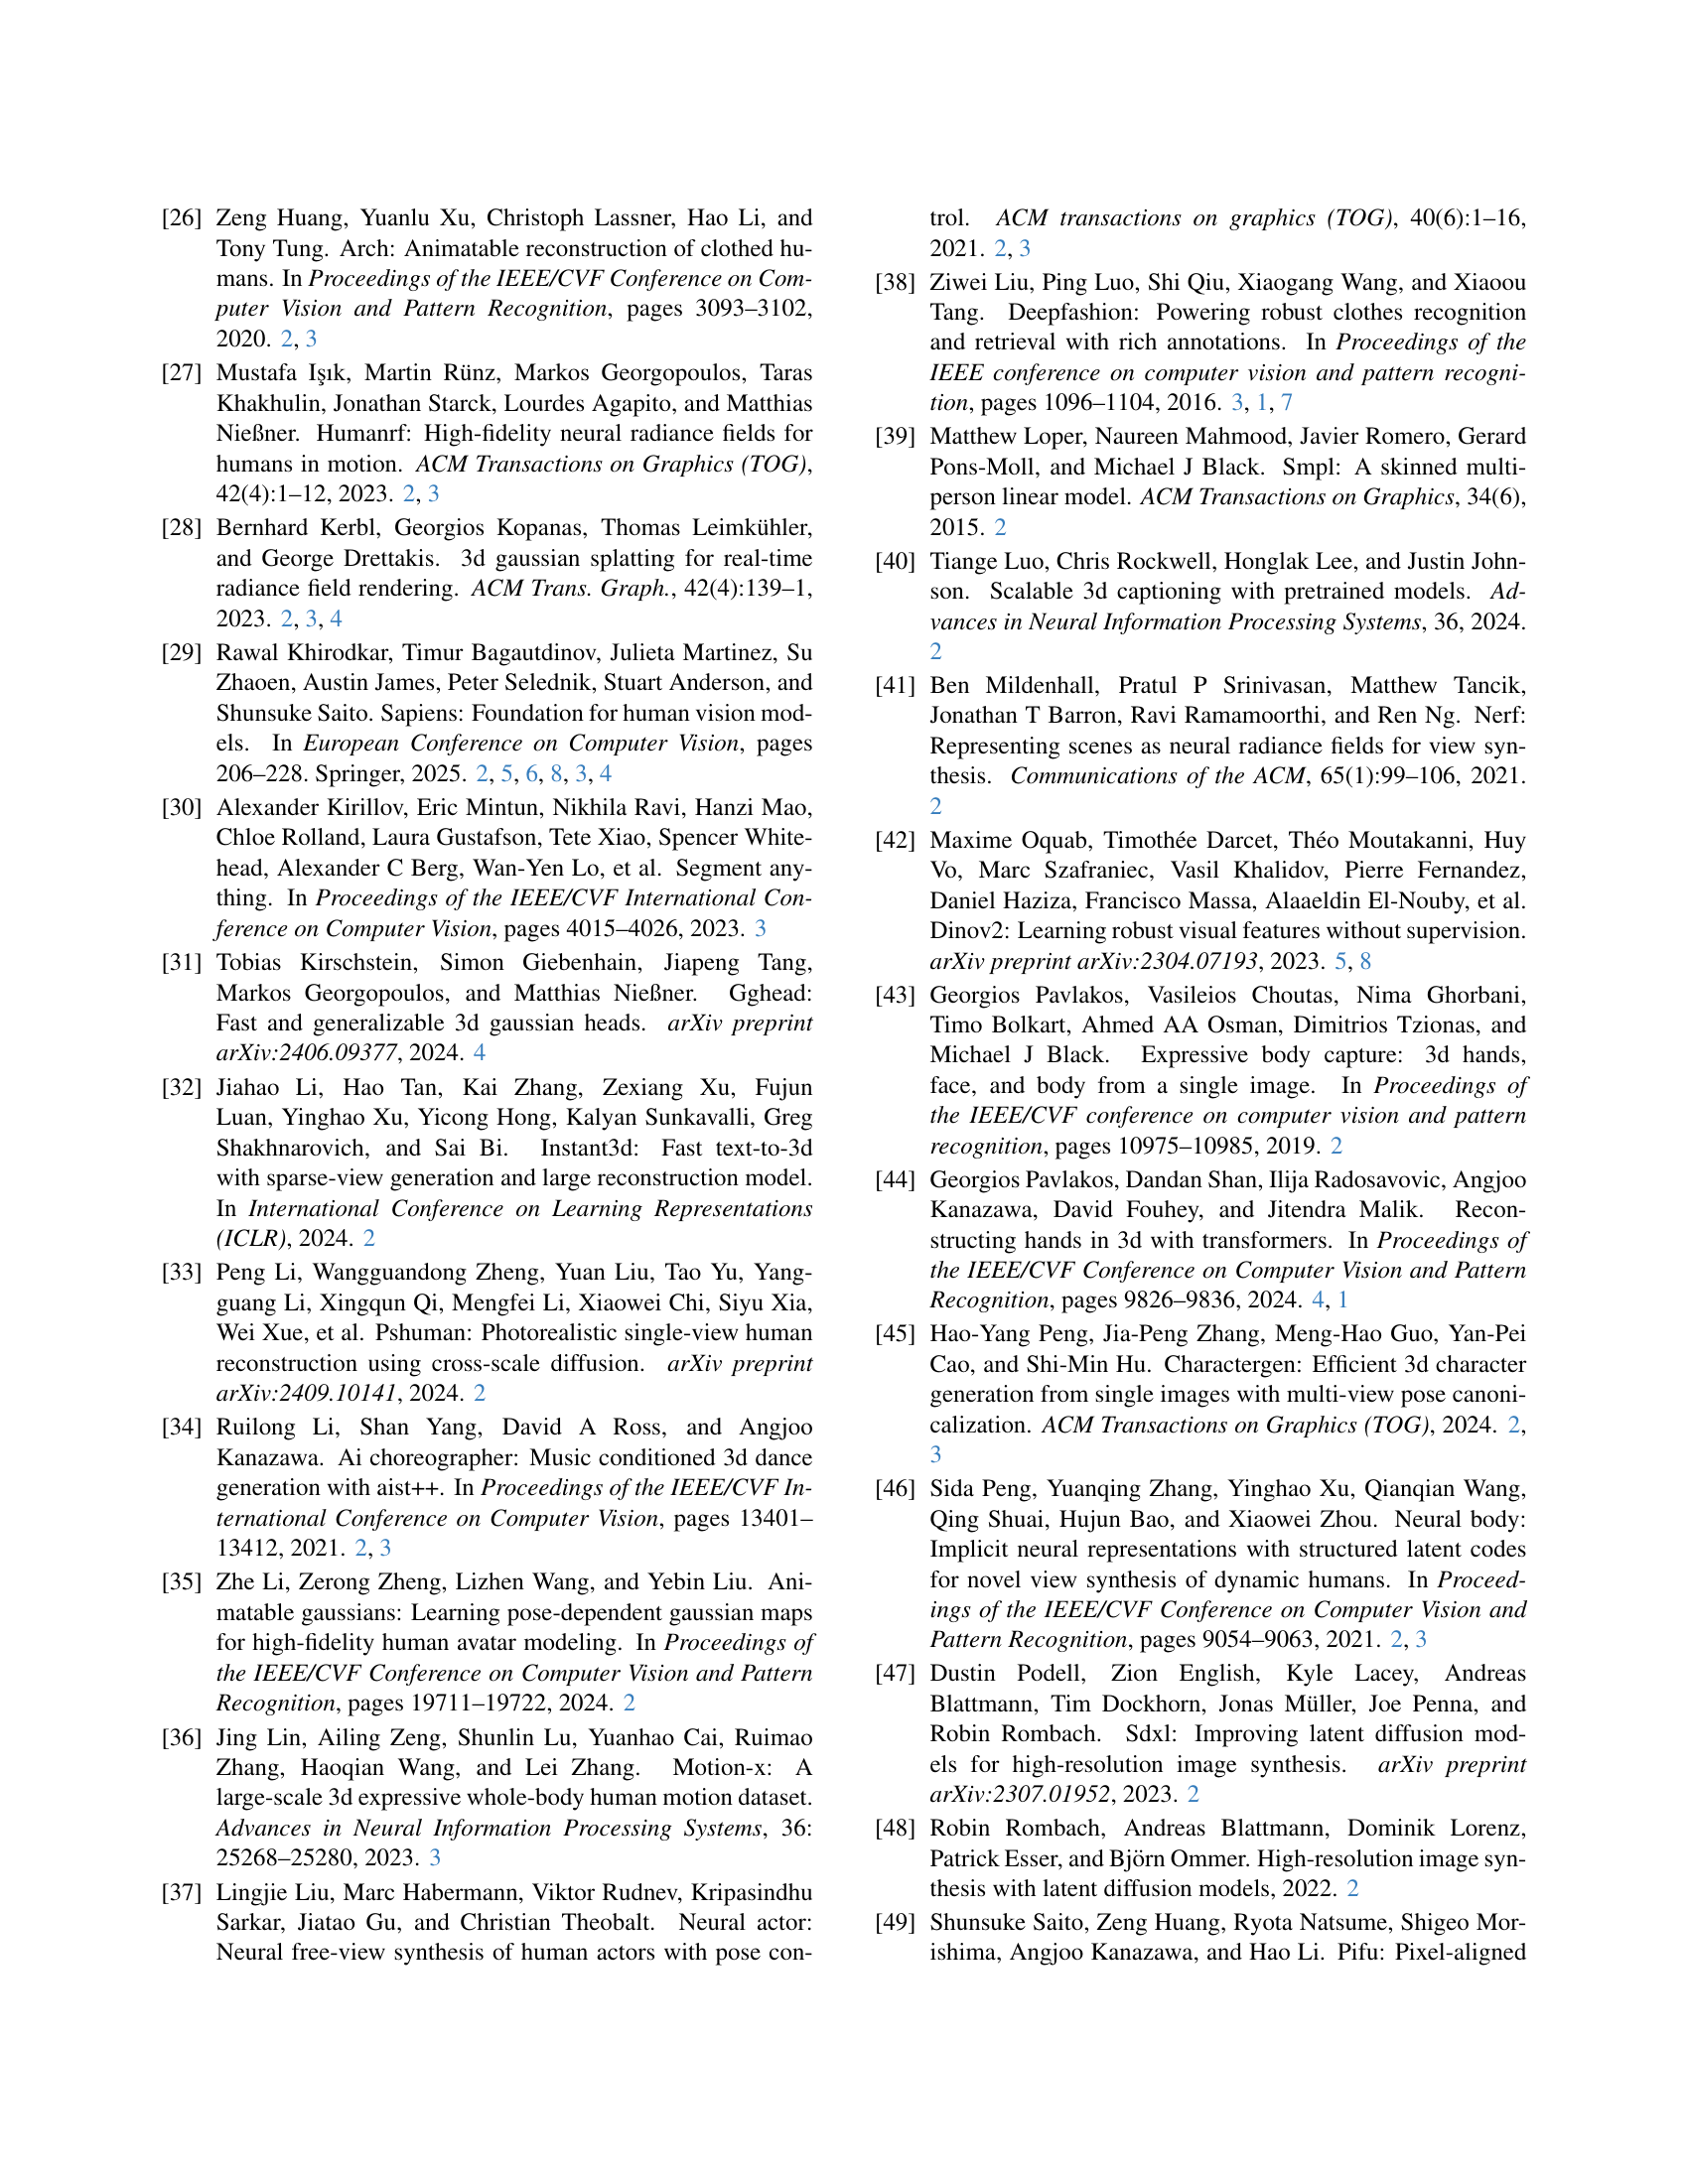 [26] Zeng Huang, Yuanlu Xu, Christoph Lassner, Hao Li, and
Tony Tung. Arch: Animatable reconstruction of clothed hu-
mans. In Proceedings of the IEEE/CVF Conference on Com-
puter Vision and Pattern Recognition, pages 3093–3102,
2020. 2, 3
[27] Mustafa Işık, Martin Rünz, Markos Georgopoulos, Taras
Khakhulin, Jonathan Starck, Lourdes Agapito, and Matthias
Nießner. Humanrf: High-fidelity neural radiance fields for
humans in motion. ACM Transactions on Graphics (TOG),
42(4):1–12, 2023. 2, 3
[28] Bernhard Kerbl, Georgios Kopanas, Thomas Leimkühler,
and George Drettakis. 3d gaussian splatting for real-time
radiance field rendering. ACM Trans. Graph., 42(4):139–1,
2023. 2, 3, 4
[29] Rawal Khirodkar, Timur Bagautdinov, Julieta Martinez, Su
Zhaoen, Austin James, Peter Selednik, Stuart Anderson, and
Shunsuke Saito. Sapiens: Foundation for human vision mod-
els. In European Conference on Computer Vision, pages
206–228. Springer, 2025. 2, 5, 6, 8, 3, 4
[30] Alexander Kirillov, Eric Mintun, Nikhila Ravi, Hanzi Mao,
Chloe Rolland, Laura Gustafson, Tete Xiao, Spencer White-
head, Alexander C Berg, Wan-Yen Lo, et al. Segment any-
thing. In Proceedings of the IEEE/CVF International Con-
ference on Computer Vision, pages 4015–4026, 2023. 3
[31] Tobias Kirschstein, Simon Giebenhain, Jiapeng Tang,
Markos Georgopoulos, and Matthias Nießner. Gghead:
Fast and generalizable 3d gaussian heads. arXiv preprint
arXiv:2406.09377, 2024. 4
[32] Jiahao Li, Hao Tan, Kai Zhang, Zexiang Xu, Fujun
Luan, Yinghao Xu, Yicong Hong, Kalyan Sunkavalli, Greg
Shakhnarovich, and Sai Bi. Instant3d: Fast text-to-3d
with sparse-view generation and large reconstruction model.
In International Conference on Learning Representations
(ICLR), 2024. 2
[33] Peng Li, Wangguandong Zheng, Yuan Liu, Tao Yu, Yang-
guang Li, Xingqun Qi, Mengfei Li, Xiaowei Chi, Siyu Xia,
Wei Xue, et al. Pshuman: Photorealistic single-view human
reconstruction using cross-scale diffusion. arXiv preprint
arXiv:2409.10141, 2024. 2
[34] Ruilong Li, Shan Yang, David A Ross, and Angjoo
Kanazawa. Ai choreographer: Music conditioned 3d dance
generation with aist++. In Proceedings of the IEEE/CVF In-
ternational Conference on Computer Vision, pages 13401–
13412, 2021. 2, 3
[35] Zhe Li, Zerong Zheng, Lizhen Wang, and Yebin Liu. Ani-
matable gaussians: Learning pose-dependent gaussian maps
for high-fidelity human avatar modeling. In Proceedings of
the IEEE/CVF Conference on Computer Vision and Pattern
Recognition, pages 19711–19722, 2024. 2
[36] Jing Lin, Ailing Zeng, Shunlin Lu, Yuanhao Cai, Ruimao
Zhang, Haoqian Wang, and Lei Zhang. Motion-x: A
large-scale 3d expressive whole-body human motion dataset.
Advances in Neural Information Processing Systems, 36:
25268–25280, 2023. 3
[37] Lingjie Liu, Marc Habermann, Viktor Rudnev, Kripasindhu
Sarkar, Jiatao Gu, and Christian Theobalt. Neural actor:
Neural free-view synthesis of human actors with pose con-
trol. ACM transactions on graphics (TOG), 40(6):1–16,
2021. 2, 3
[38] Ziwei Liu, Ping Luo, Shi Qiu, Xiaogang Wang, and Xiaoou
Tang. Deepfashion: Powering robust clothes recognition
and retrieval with rich annotations. In Proceedings of the
IEEE conference on computer vision and pattern recogni-
tion, pages 1096–1104, 2016. 3, 1, 7
[39] Matthew Loper, Naureen Mahmood, Javier Romero, Gerard
Pons-Moll, and Michael J Black. Smpl: A skinned multi-
person linear model. ACM Transactions on Graphics, 34(6),
2015. 2
[40] Tiange Luo, Chris Rockwell, Honglak Lee, and Justin John-
son. Scalable 3d captioning with pretrained models. Ad-
vances in Neural Information Processing Systems, 36, 2024.
2
[41] Ben Mildenhall, Pratul P Srinivasan, Matthew Tancik,
Jonathan T Barron, Ravi Ramamoorthi, and Ren Ng. Nerf:
Representing scenes as neural radiance fields for view syn-
thesis. Communications of the ACM, 65(1):99–106, 2021.
2
[42] Maxime Oquab, Timothée Darcet, Théo Moutakanni, Huy
Vo, Marc Szafraniec, Vasil Khalidov, Pierre Fernandez,
Daniel Haziza, Francisco Massa, Alaaeldin El-Nouby, et al.
Dinov2: Learning robust visual features without supervision.
arXiv preprint arXiv:2304.07193, 2023. 5, 8
[43] Georgios Pavlakos, Vasileios Choutas, Nima Ghorbani,
Timo Bolkart, Ahmed AA Osman, Dimitrios Tzionas, and
Michael J Black. Expressive body capture: 3d hands,
face, and body from a single image. In Proceedings of
the IEEE/CVF conference on computer vision and pattern
recognition, pages 10975–10985, 2019. 2
[44] Georgios Pavlakos, Dandan Shan, Ilija Radosavovic, Angjoo
Kanazawa, David Fouhey, and Jitendra Malik. Recon-
structing hands in 3d with transformers. In Proceedings of
the IEEE/CVF Conference on Computer Vision and Pattern
Recognition, pages 9826–9836, 2024. 4, 1
[45] Hao-Yang Peng, Jia-Peng Zhang, Meng-Hao Guo, Yan-Pei
Cao, and Shi-Min Hu. Charactergen: Efficient 3d character
generation from single images with multi-view pose canoni-
calization. ACM Transactions on Graphics (TOG), 2024. 2,
3
[46] Sida Peng, Yuanqing Zhang, Yinghao Xu, Qianqian Wang,
Qing Shuai, Hujun Bao, and Xiaowei Zhou. Neural body:
Implicit neural representations with structured latent codes
for novel view synthesis of dynamic humans. In Proceed-
ings of the IEEE/CVF Conference on Computer Vision and
Pattern Recognition, pages 9054–9063, 2021. 2, 3
[47] Dustin Podell, Zion English, Kyle Lacey, Andreas
Blattmann, Tim Dockhorn, Jonas Müller, Joe Penna, and
Robin Rombach. Sdxl: Improving latent diffusion mod-
els for high-resolution image synthesis. arXiv preprint
arXiv:2307.01952, 2023. 2
[48] Robin Rombach, Andreas Blattmann, Dominik Lorenz,
Patrick Esser, and Björn Ommer. High-resolution image syn-
thesis with latent diffusion models, 2022. 2
[49] Shunsuke Saito, Zeng Huang, Ryota Natsume, Shigeo Mor-
ishima, Angjoo Kanazawa, and Hao Li. Pifu: Pixel-aligned